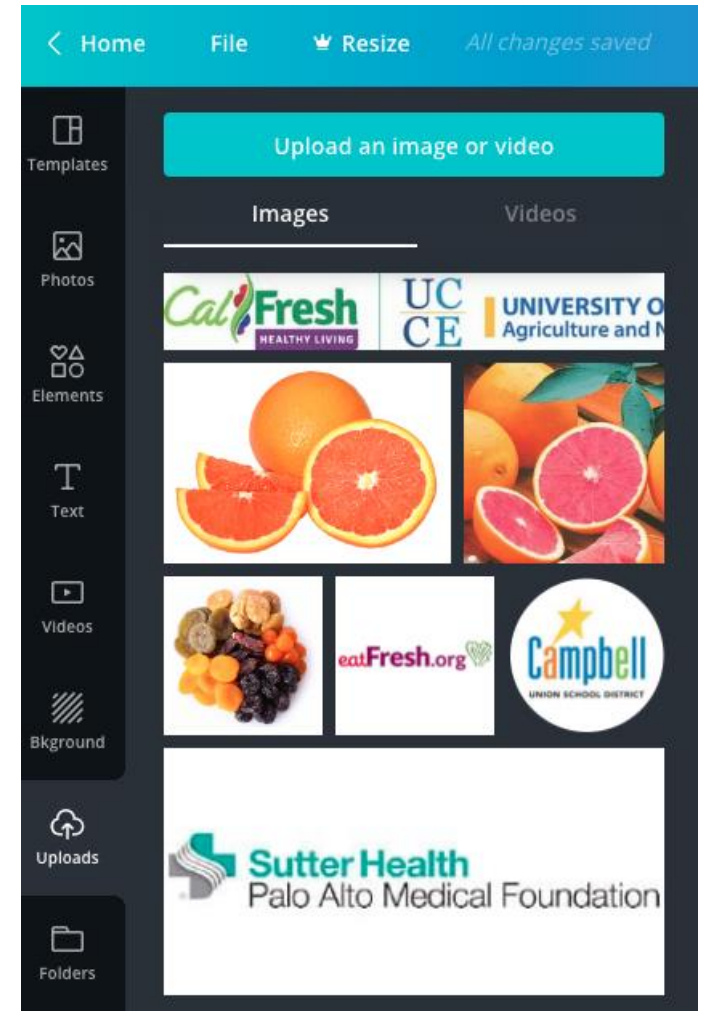 Home File Resize All changes saved
Templates
Photos
Elements
Text
Videos
Bkground
Uploads
Folders
Upload an image or video
Images Videos
Cal Fresh
HEALTHY LIVING
UC
CE
UNIVERSITY O
Agriculture and N
eatFresh.org
Campbell
UNION SCHOOL DISTRICT
Sutter Health
Palo Alto Medical Foundation